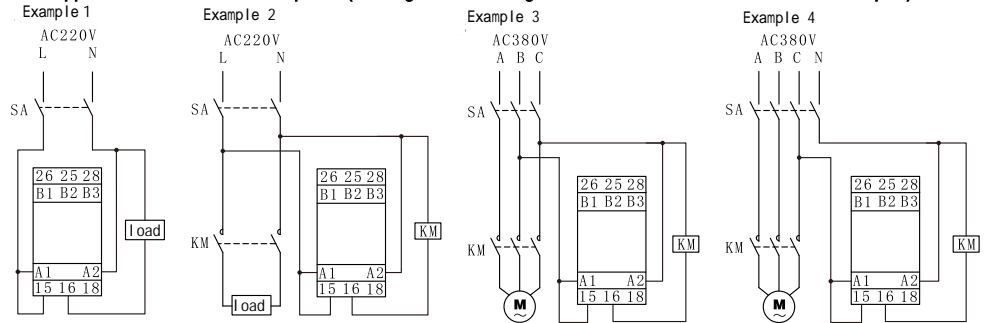 Example 1
AC220V
L N
SA
26 25 28
B1 B2 B3
load
A1 A2
15 16 18
Example 2
AC220V
L N
SA
26 25 28
B1 B2 B3
KM
KM
A1 A2
15 16 18
load
Example 3
AC380V
A B C
SA
26 25 28
B1 B2 B3
KM
KM
A1 A2
15 16 18
M
~
Example 4
AC380V
A B C N
SA
26 25 28
B1 B2 B3
KM
KM
A1 A2
15 16 18
M
~